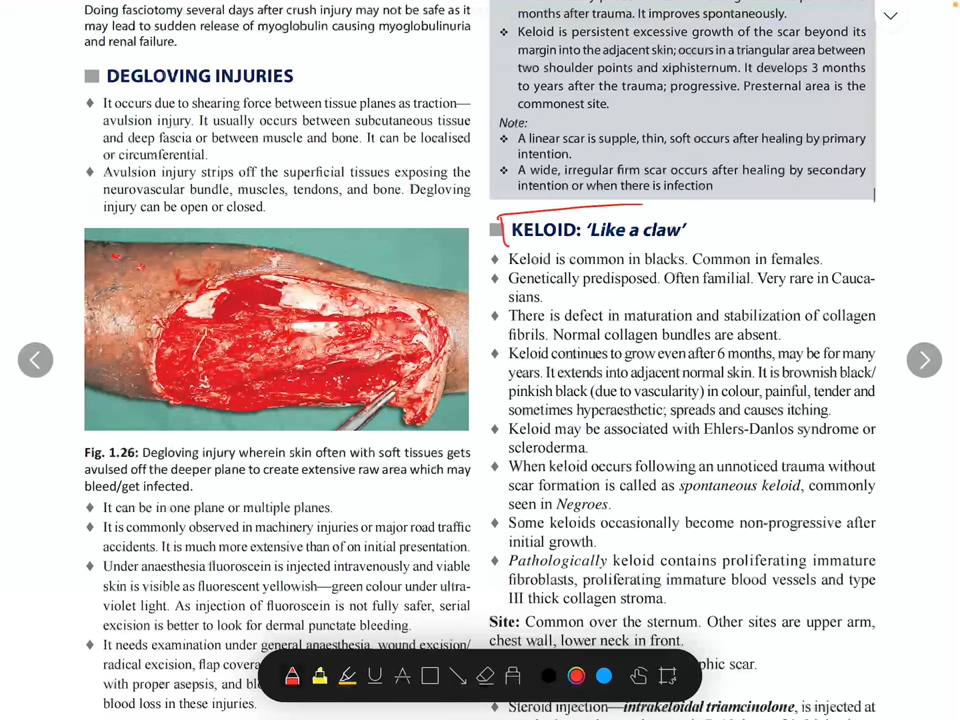 Doing fasciotomy several days after crush injury may not be safe as it
may lead to sudden release of myoglobulin causing myoglobulinuria
and renal failure.
DEGLOVING INJURIES
It occurs due to shearing force between tissue planes as traction—
avulsion injury. It usually occurs between subcutaneous tissue
and deep fascia or between muscle and bone. It can be localised
or circumferential.
Avulsion injury strips off the superficial tissues exposing the
neurovascular bundle, muscles, tendons, and bone. Degloving
injury can be open or closed.
Fig. 1.26: Degloving injury wherein skin often with soft tissues gets
avulsed off the deeper plane to create extensive raw area which may
bleed/get infected.
It can be in one plane or multiple planes.
It is commonly observed in machinery injuries or major road traffic
accidents. It is much more extensive than of on initial presentation.
Under anaesthesia fluoroscein is injected intravenously and viable
skin is visible as fluorescent yellowish—green colour under ultra-
violet light. As injection of fluoroscein is not fully safer, serial
excision is better to look for dermal punctate bleeding.
It needs examination under general anaesthesia, wound excision/
radical excision, flap
with proper asepsis, and
blood loss in these injuries.
months after trauma. It improves spontaneously.
Keloid is persistent excessive growth of the scar beyond its
margin into the adjacent skin; occurs in a triangular area between
two shoulder points and xiphisternum. It develops 3 months
to years after the trauma; progressive. Presternal area is the
commonest site.
Note:
A linear scar is supple, thin, soft occurs after healing by primary
intention.
A wide, irregular firm scar occurs after healing by secondary
intention or when there is infection
KELOID: ‘Like a claw’
Keloid is common in blacks. Common in females.
Genetically predisposed. Often familial. Very rare in Cauca-
sians.
There is defect in maturation and stabilization of collagen
fibrils. Normal collagen bundles are absent.
Keloid continues to grow even after 6 months, may be for many
years. It extends into adjacent normal skin. It is brownish black/
pinkish black (due to vascularity) in colour, painful, tender and
sometimes hyperaesthetic; spreads and causes itching.
Keloid may be associated with Ehlers-Danlos syndrome or
scleroderma.
When keloid occurs following an unnoticed trauma without
scar formation is called as spontaneous keloid, commonly
seen in Negroes.
Some keloids occasionally become non-progressive after
initial growth.
Pathologically keloid contains proliferating immature
fibroblasts, proliferating immature blood vessels and type
III thick collagen stroma.
Site: Common over the sternum. Other sites are upper arm,
chest wall, lower neck in front.
scar.
Steroid injection—intrakeloidal triamcinolone, is injected at